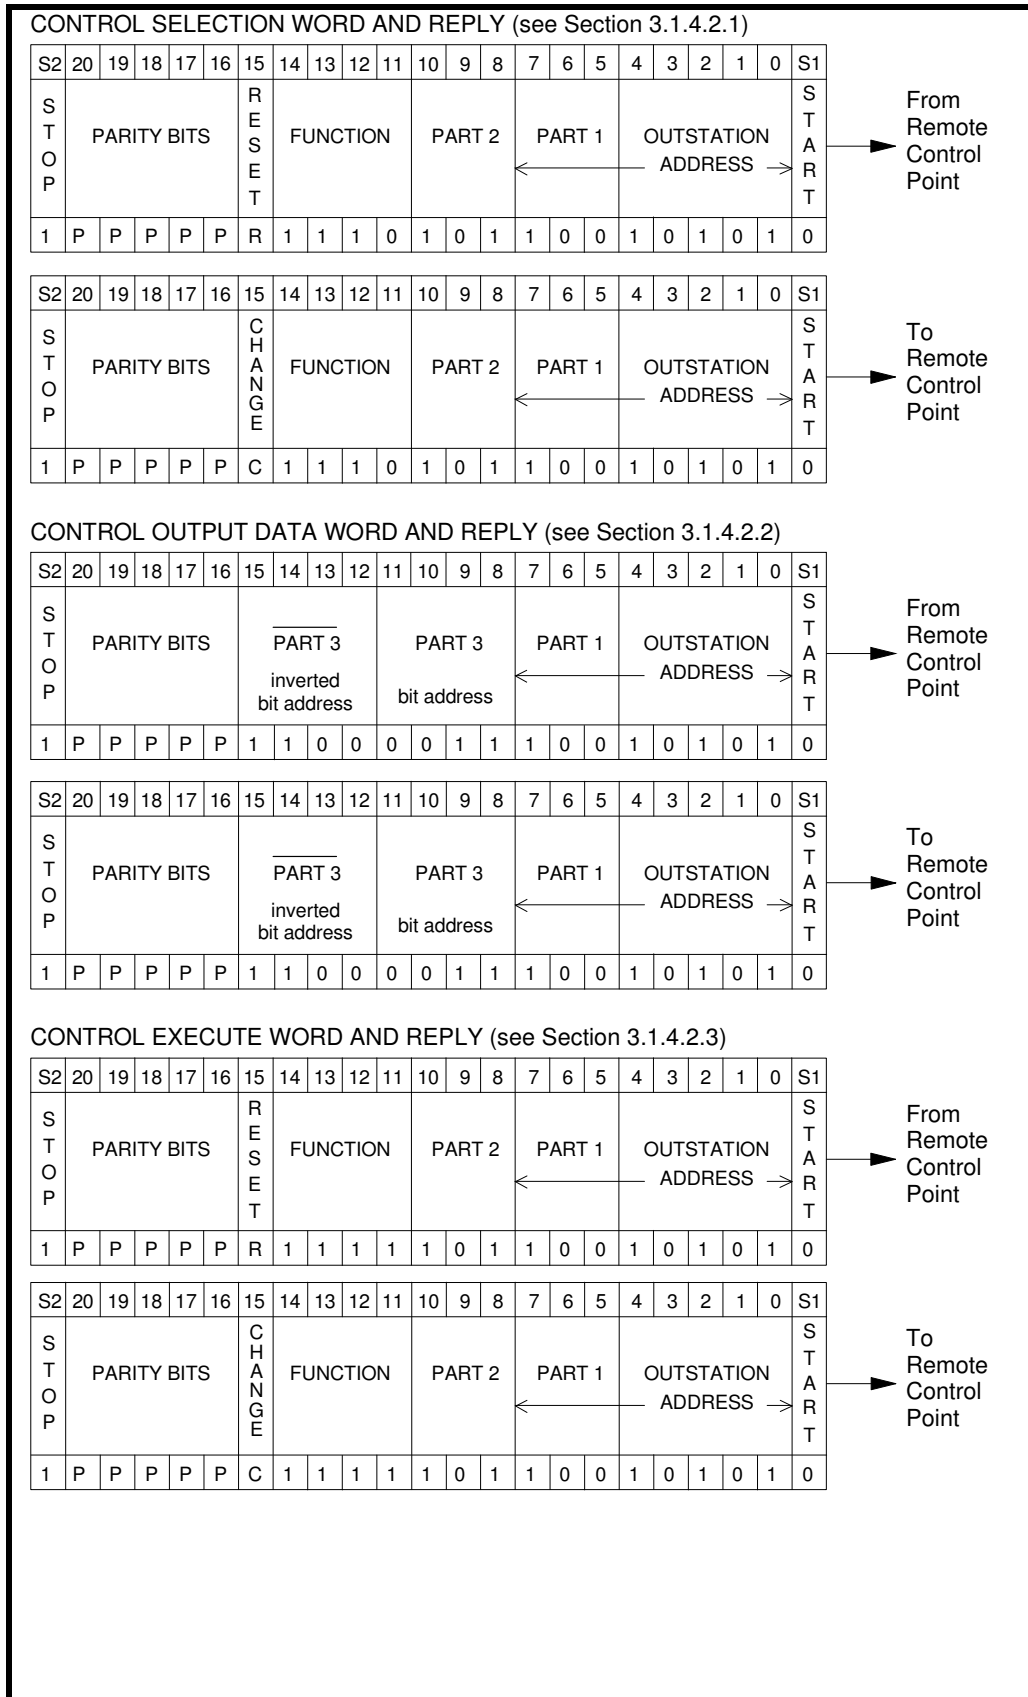 CONTROL SELECTION WORD AND REPLY (see Section 3.1.4.2.1)
S2 20 19 18 17 16 15 14 13 12 11 10 9 8 7 6 5 4 3 2 1 0 S1
STOP PARITY BITS RESET FUNCTION PART 2 PART 1 OUTSTATION ADDRESS START
From Remote Control Point
1 P P P P P R 1 1 1 0 1 0 1 1 0 0 1 0 1 0 1 0
S2 20 19 18 17 16 15 14 13 12 11 10 9 8 7 6 5 4 3 2 1 0 S1
STOP PARITY BITS CHANGE FUNCTION PART 2 PART 1 OUTSTATION ADDRESS START
To Remote Control Point
1 P P P P P C 1 1 1 0 1 0 1 1 0 0 1 0 1 0 1 0
CONTROL OUTPUT DATA WORD AND REPLY (see Section 3.1.4.2.2)
S2 20 19 18 17 16 15 14 13 12 11 10 9 8 7 6 5 4 3 2 1 0 S1
STOP PARITY BITS PART 3 inverted bit address PART 3 bit address PART 1 OUTSTATION ADDRESS START
From Remote Control Point
1 P P P P P 1 1 0 0 0 0 1 1 1 0 0 1 0 1 0 1 0
S2 20 19 18 17 16 15 14 13 12 11 10 9 8 7 6 5 4 3 2 1 0 S1
STOP PARITY BITS PART 3 inverted bit address PART 3 bit address PART 1 OUTSTATION ADDRESS START
To Remote Control Point
1 P P P P P 1 1 0 0 0 0 1 1 1 0 0 1 0 1 0 1 0
CONTROL EXECUTE WORD AND REPLY (see Section 3.1.4.2.3)
S2 20 19 18 17 16 15 14 13 12 11 10 9 8 7 6 5 4 3 2 1 0 S1
STOP PARITY BITS RESET FUNCTION PART 2 PART 1 OUTSTATION ADDRESS START
From Remote Control Point
1 P P P P P R 1 1 1 1 1 0 1 1 0 0 1 0 1 0 1 0
S2 20 19 18 17 16 15 14 13 12 11 10 9 8 7 6 5 4 3 2 1 0 S1
STOP PARITY BITS CHANGE FUNCTION PART 2 PART 1 OUTSTATION ADDRESS START
To Remote Control Point
1 P P P P P C 1 1 1 1 1 0 1 1 0 0 1 0 1 0 1 0